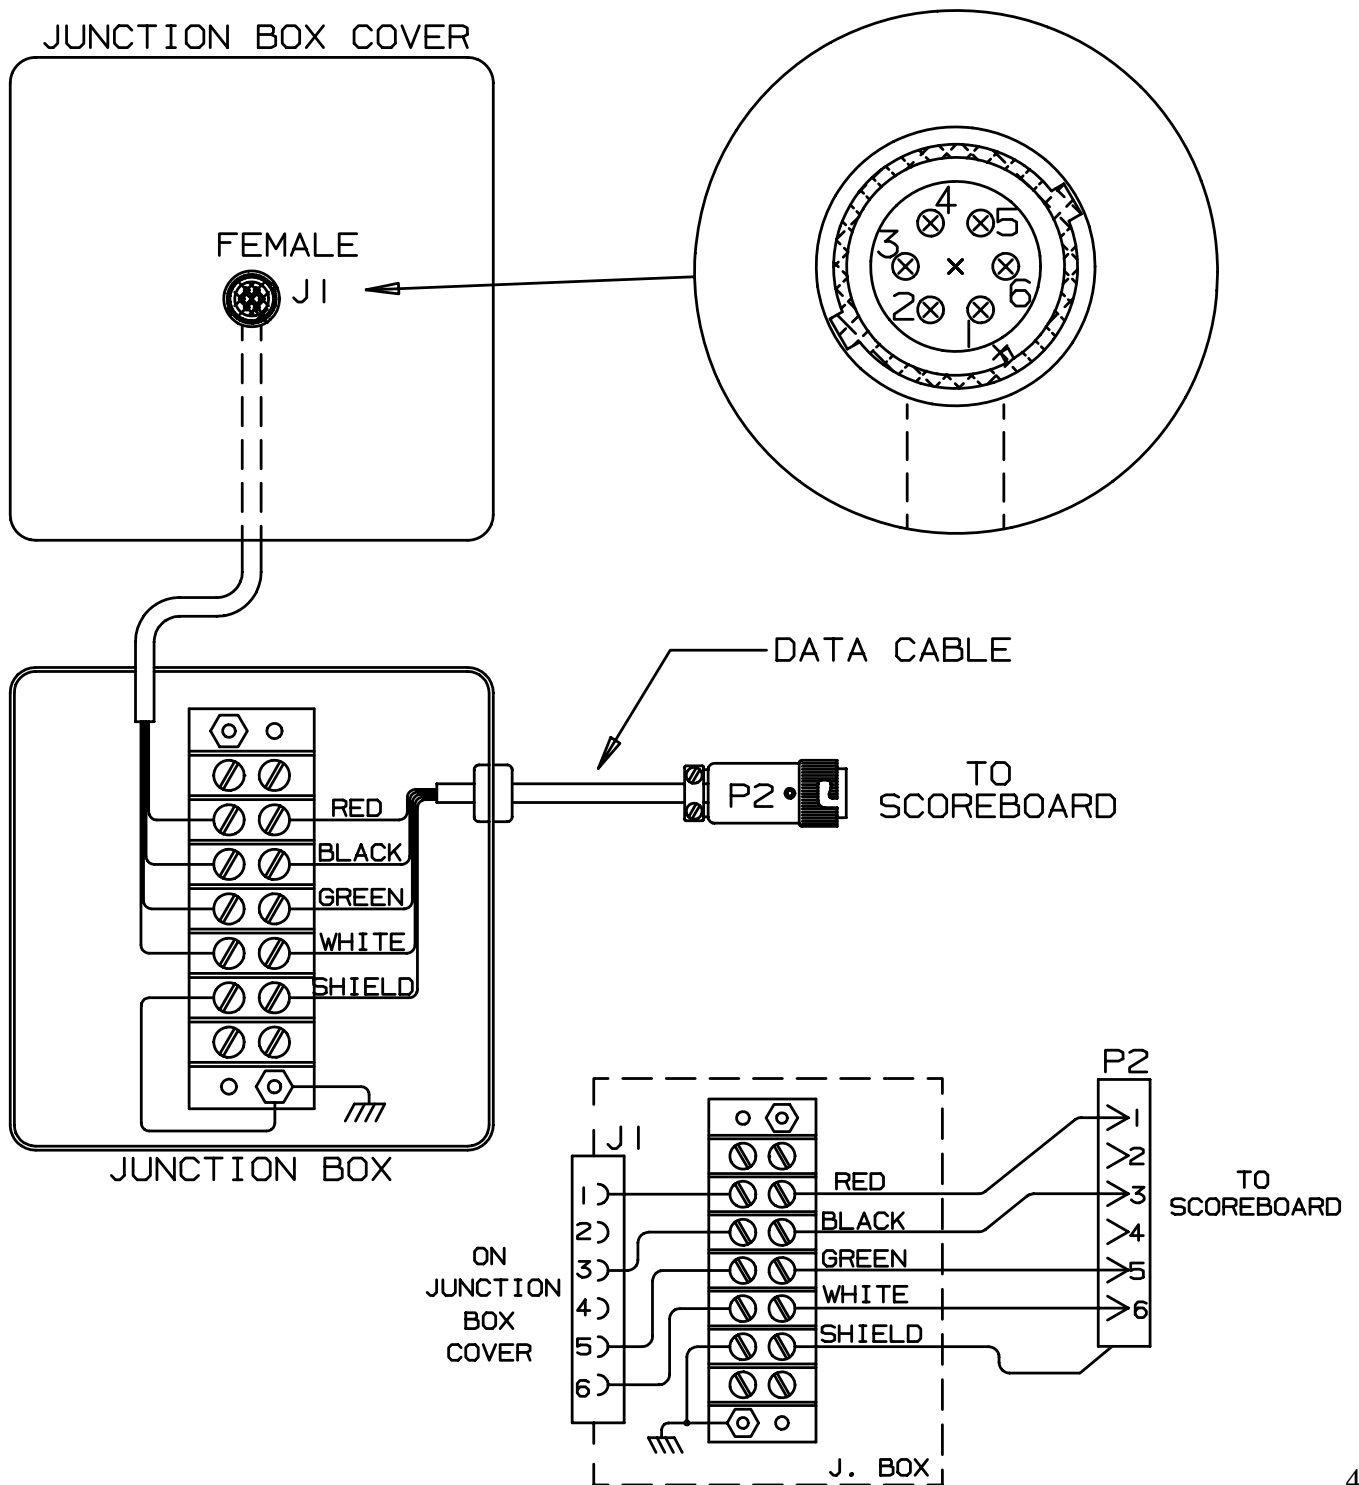 JUNCTION BOX COVER
FEMALE
J1
4
5
3
6
2
1
DATA CABLE
P2
TO
SCOREBOARD
RED
BLACK
GREEN
WHITE
SHIELD
JUNCTION BOX
P2
J1
1
2
3
4
5
6
ON
JUNCTION
BOX
COVER
RED
BLACK
GREEN
WHITE
SHIELD
1
2
3
4
5
6
TO
SCOREBOARD
J. BOX
4